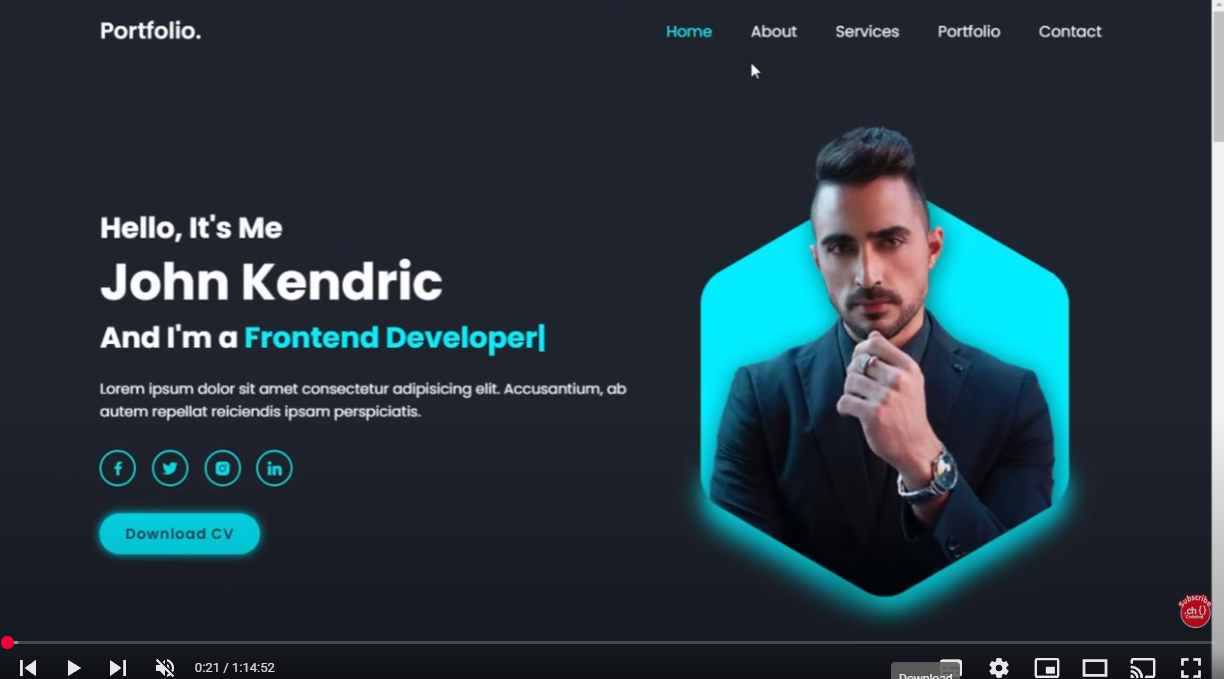 Portfolio.
Home About Services Portfolio Contact
Hello, It's Me
John Kendric
And I'm a Frontend Developer|
Lorem ipsum dolor sit amet consectetur adipisicing elit. Accusantium, ab
autem repellat reiciendis ipsam perspiciatis.
Download CV
Subscribe
.ch {}
0:21 / 1:14:52
Download